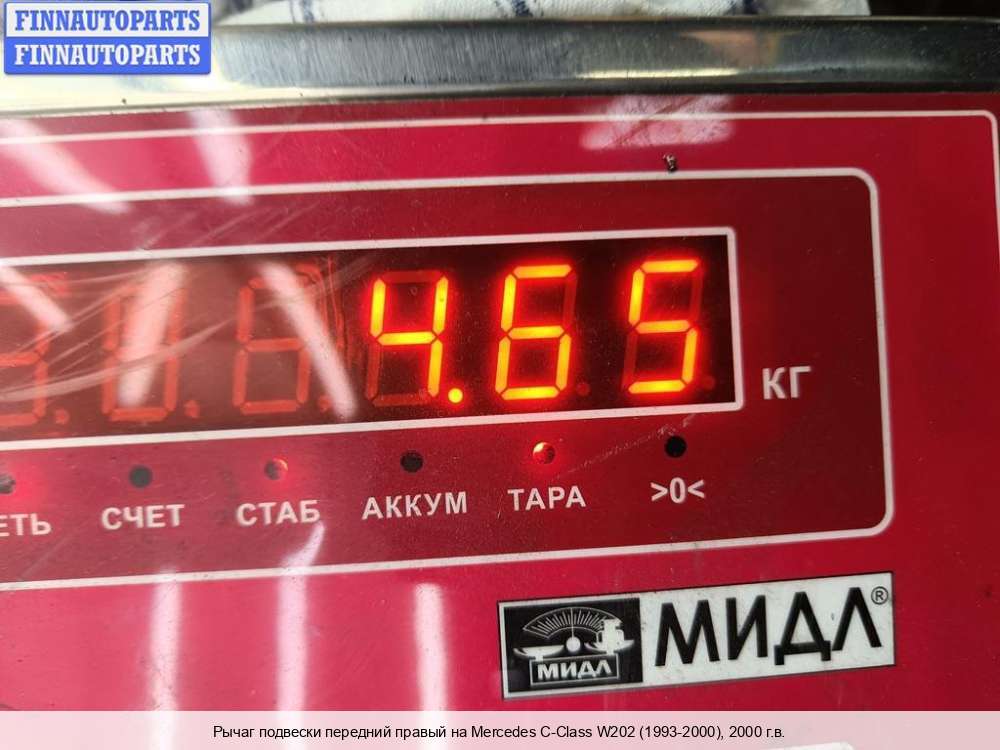 FINNAUTOPARTS
FINNAUTOPARTS
4.65
КГ
СЧЕТ СТАБ АККУМ ТАРА >0<
МИДЛ МИДЛ®
Рычаг подвески передний правый на Mercedes C-Class W202 (1993-2000), 2000 г.в.